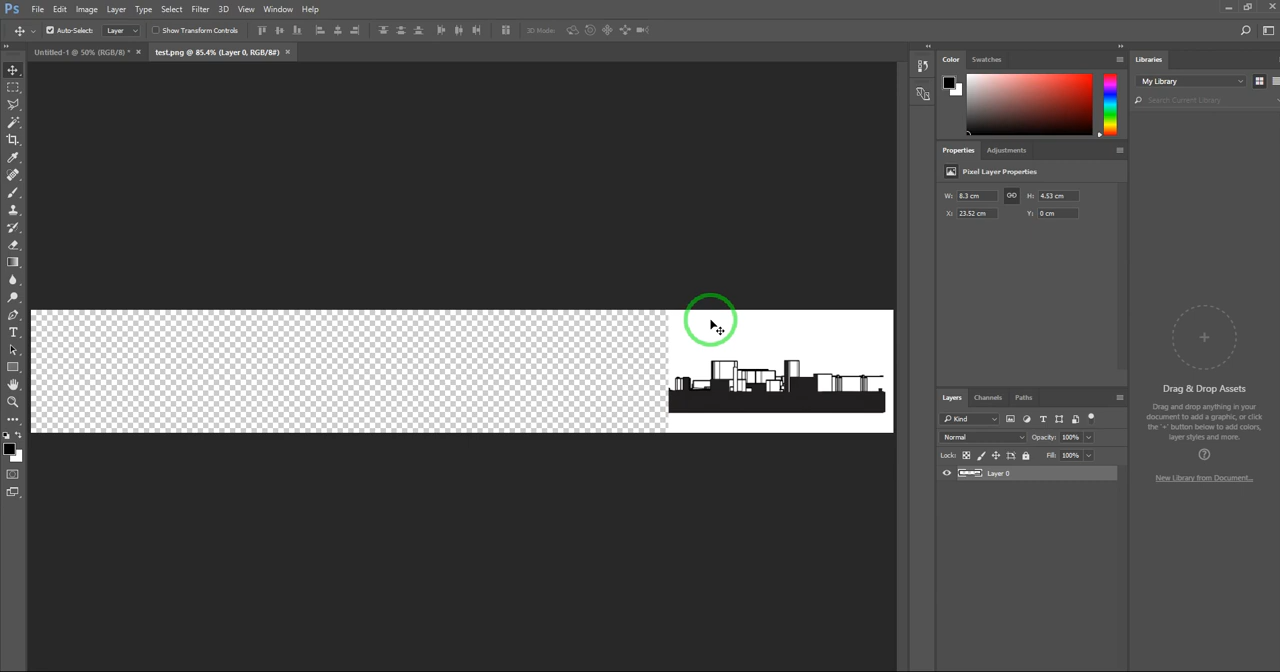 Ps File Edit Image Layer Type Select Filter 3D View Window Help
Auto-Select: Layer Show Transform Controls 3D Mode:
Untitled-1 @ 50% (RGB/8) * × test.png @ 85.4% (Layer 0, RGB/8#) ×
Color Swatches
Libraries
My Library
Search Current Library
Properties Adjustments
Pixel Layer Properties
W: 8.3 cm H: 4.53 cm
X: 23.52 cm Y: 0 cm
Drag & Drop Assets
Drag and drop anything in your
document to add a graphic, or click
the '+' button below to add colors,
layer styles and more.
New Library from Document...
Layers Channels Paths
Kind
Normal Opacity: 100%
Lock: Fill: 100%
Layer 0